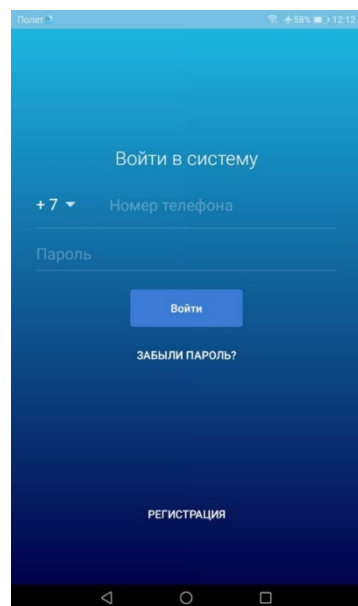 Полет 58% 12:12
Войти в систему
+ 7 Номер телефона
Пароль
Войти
ЗАБЫЛИ ПАРОЛЬ?
РЕГИСТРАЦИЯ